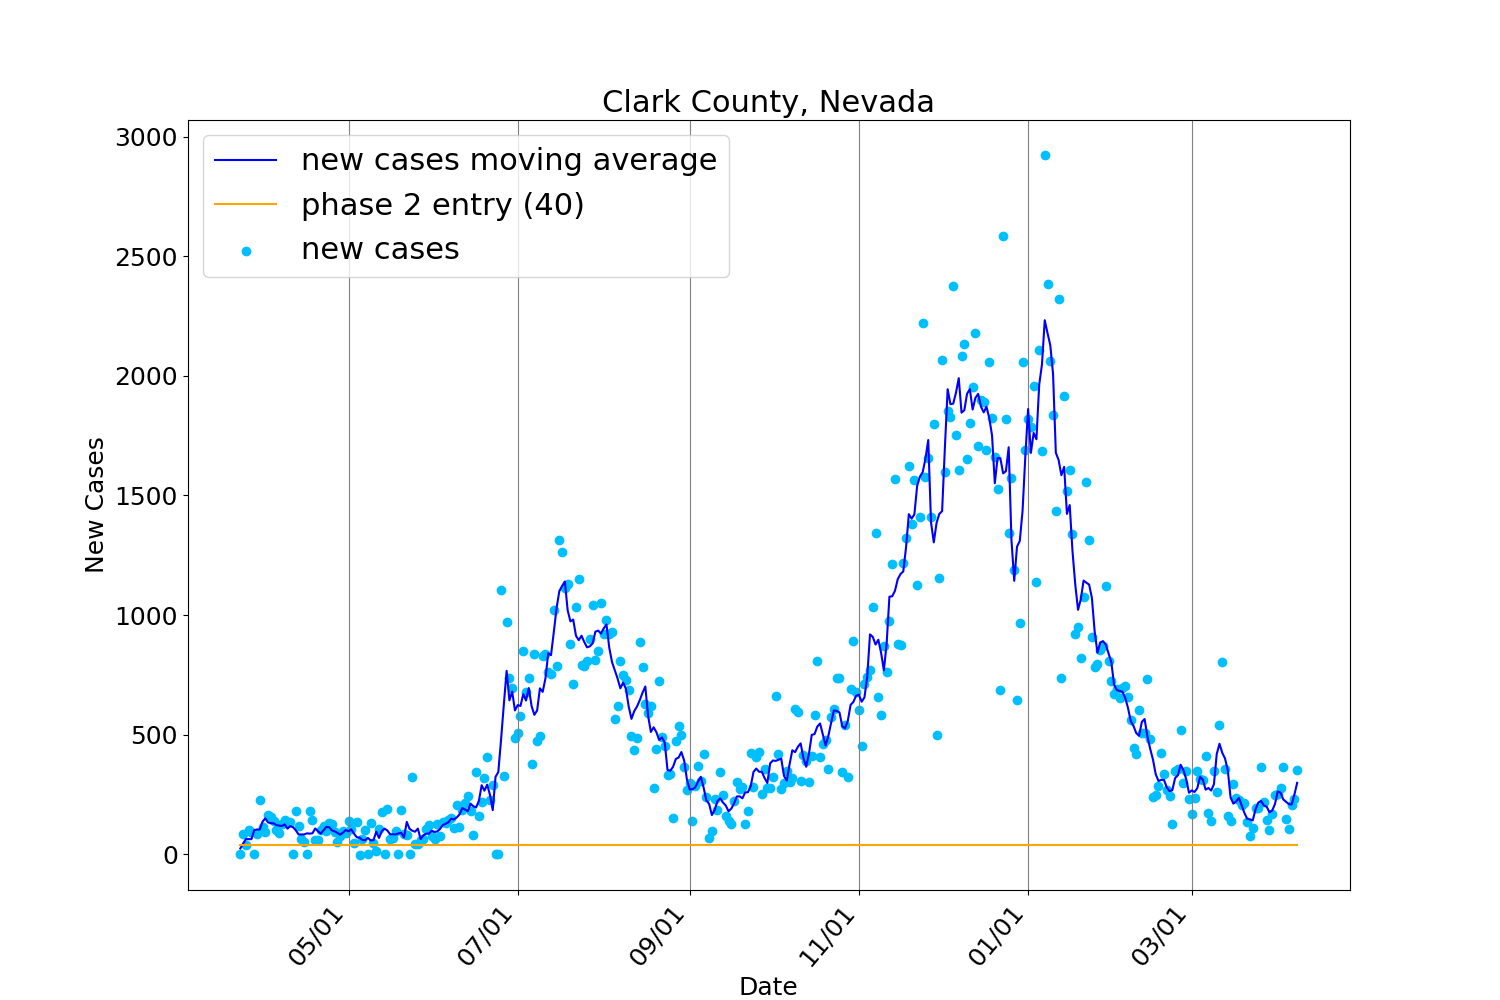 Clark County, Nevada
new cases moving average
phase 2 entry (40)
new cases
3000
2500
2000
1500
1000
500
0
New Cases
05/01
07/01
09/01
11/01
01/01
03/01
Date